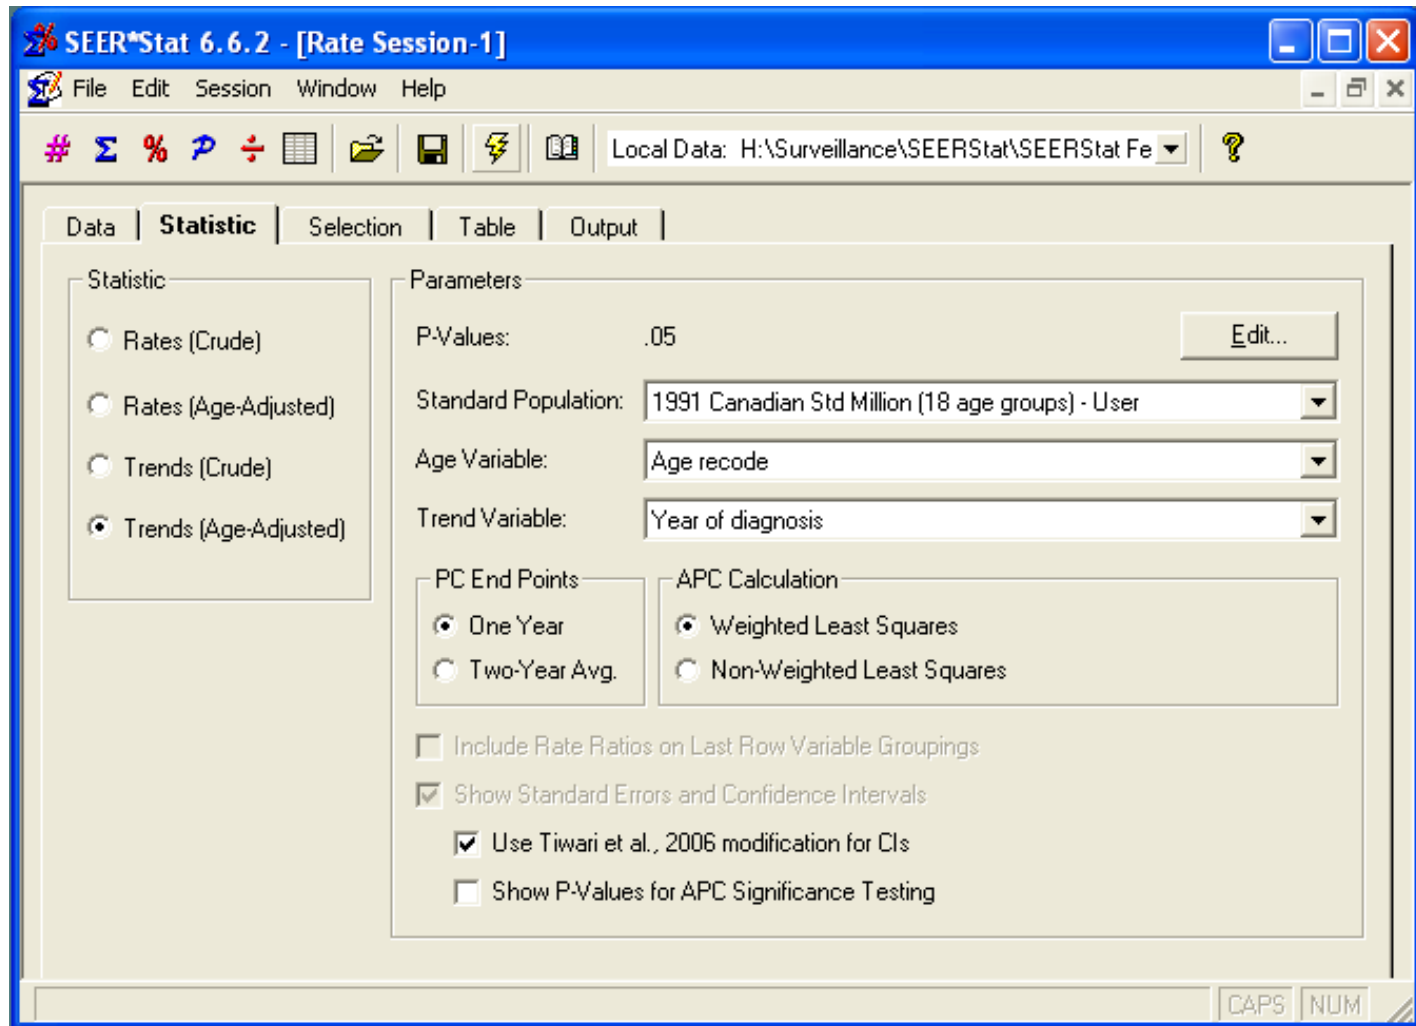 SEER*Stat 6.6.2 - [Rate Session-1]
File Edit Session Window Help
# Σ % P ÷ Local Data: H:\Surveillance\SEERStat\SEERStat Fe ?
Data Statistic Selection Table Output
Statistic
Rates (Crude)
Rates (Age-Adjusted)
Trends (Crude)
Trends (Age-Adjusted)
Parameters
P-Values: .05 Edit...
Standard Population: 1991 Canadian Std Million (18 age groups) - User
Age Variable: Age recode
Trend Variable: Year of diagnosis
PC End Points
One Year
Two-Year Avg.
APC Calculation
Weighted Least Squares
Non-Weighted Least Squares
Include Rate Ratios on Last Row Variable Groupings
Show Standard Errors and Confidence Intervals
Use Tiwari et al., 2006 modification for CIs
Show P-Values for APC Significance Testing
CAPS NUM